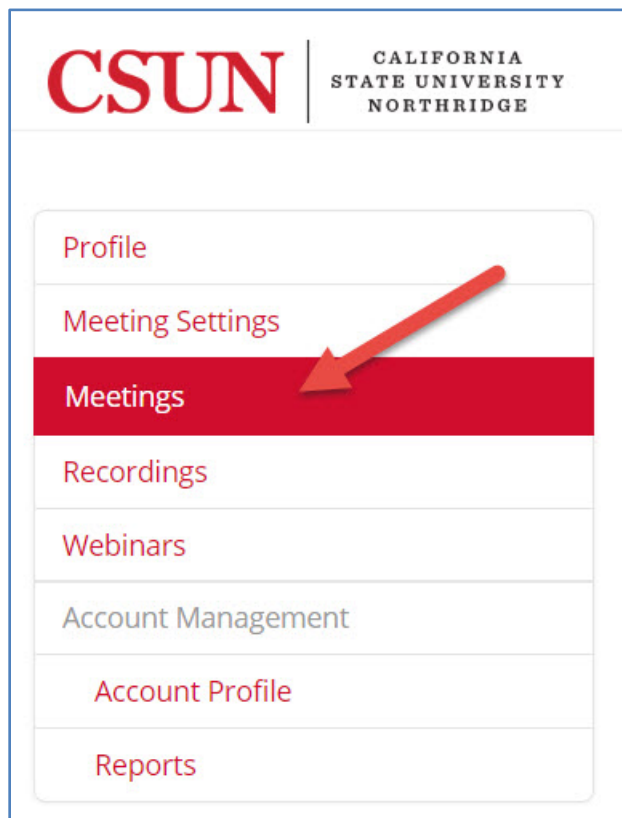 CSUN
CALIFORNIA
STATE UNIVERSITY
NORTHRIDGE
Profile
Meeting Settings
Meetings
Recordings
Webinars
Account Management
Account Profile
Reports